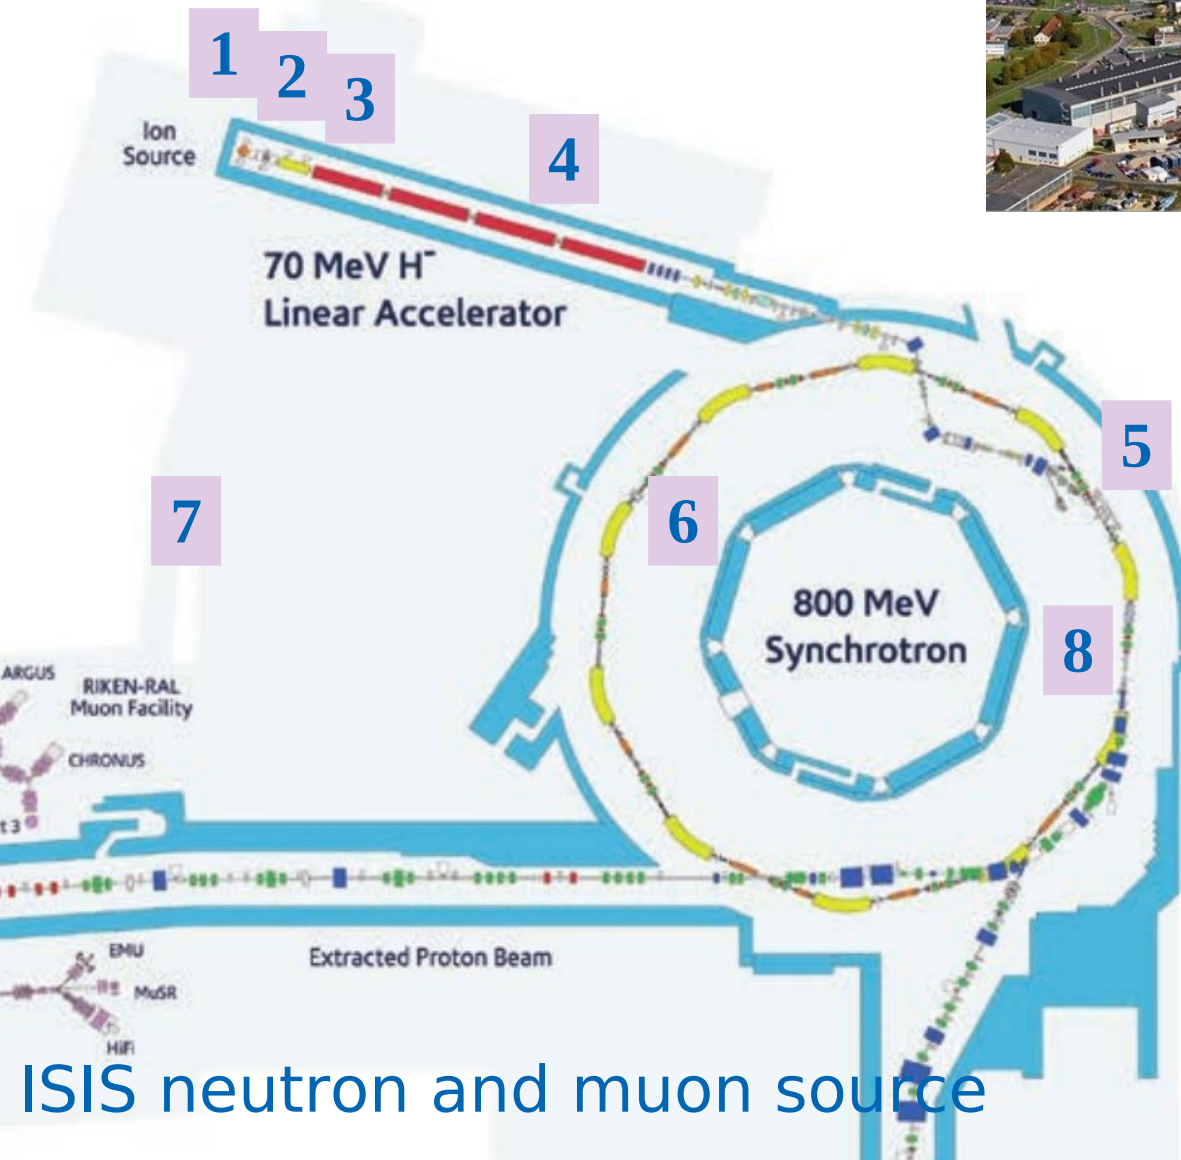 1
2
3
4
Ion
Source
70 MeV H⁻
Linear Accelerator
5
7
6
800 MeV
Synchrotron
8
ARGUS
RIKEN-RAL
Muon Facility
CHRONUS
t 3
Extracted Proton Beam
EMU
MuSR
HiFi
ISIS neutron and muon source